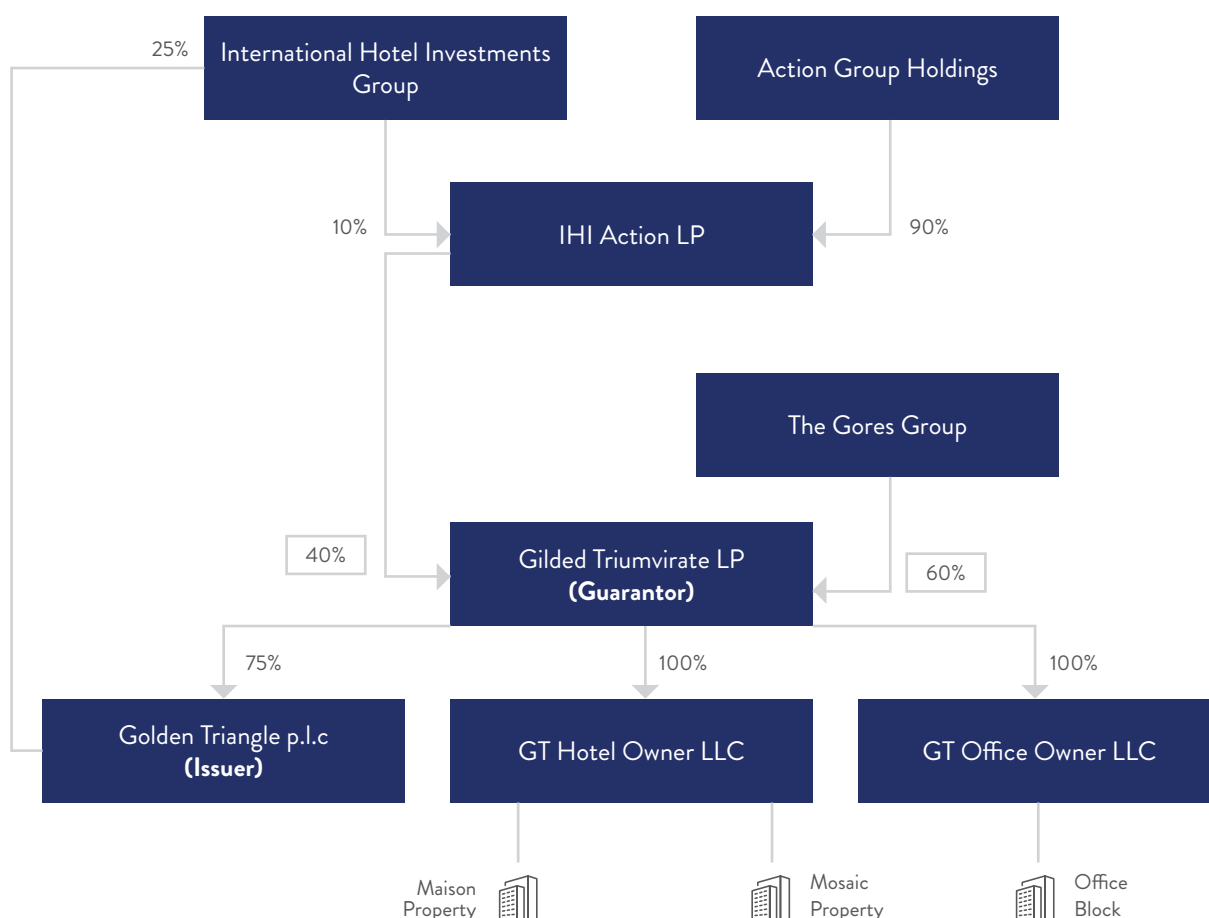 25%
International Hotel Investments
Group
Action Group Holdings
10%
IHI Action LP
90%
The Gores Group
40%
Gilded Triumvirate LP
(Guarantor)
60%
75%
100%
100%
Golden Triangle p.l.c
(Issuer)
GT Hotel Owner LLC
GT Office Owner LLC
Maison
Property
Mosaic
Property
Office
Block